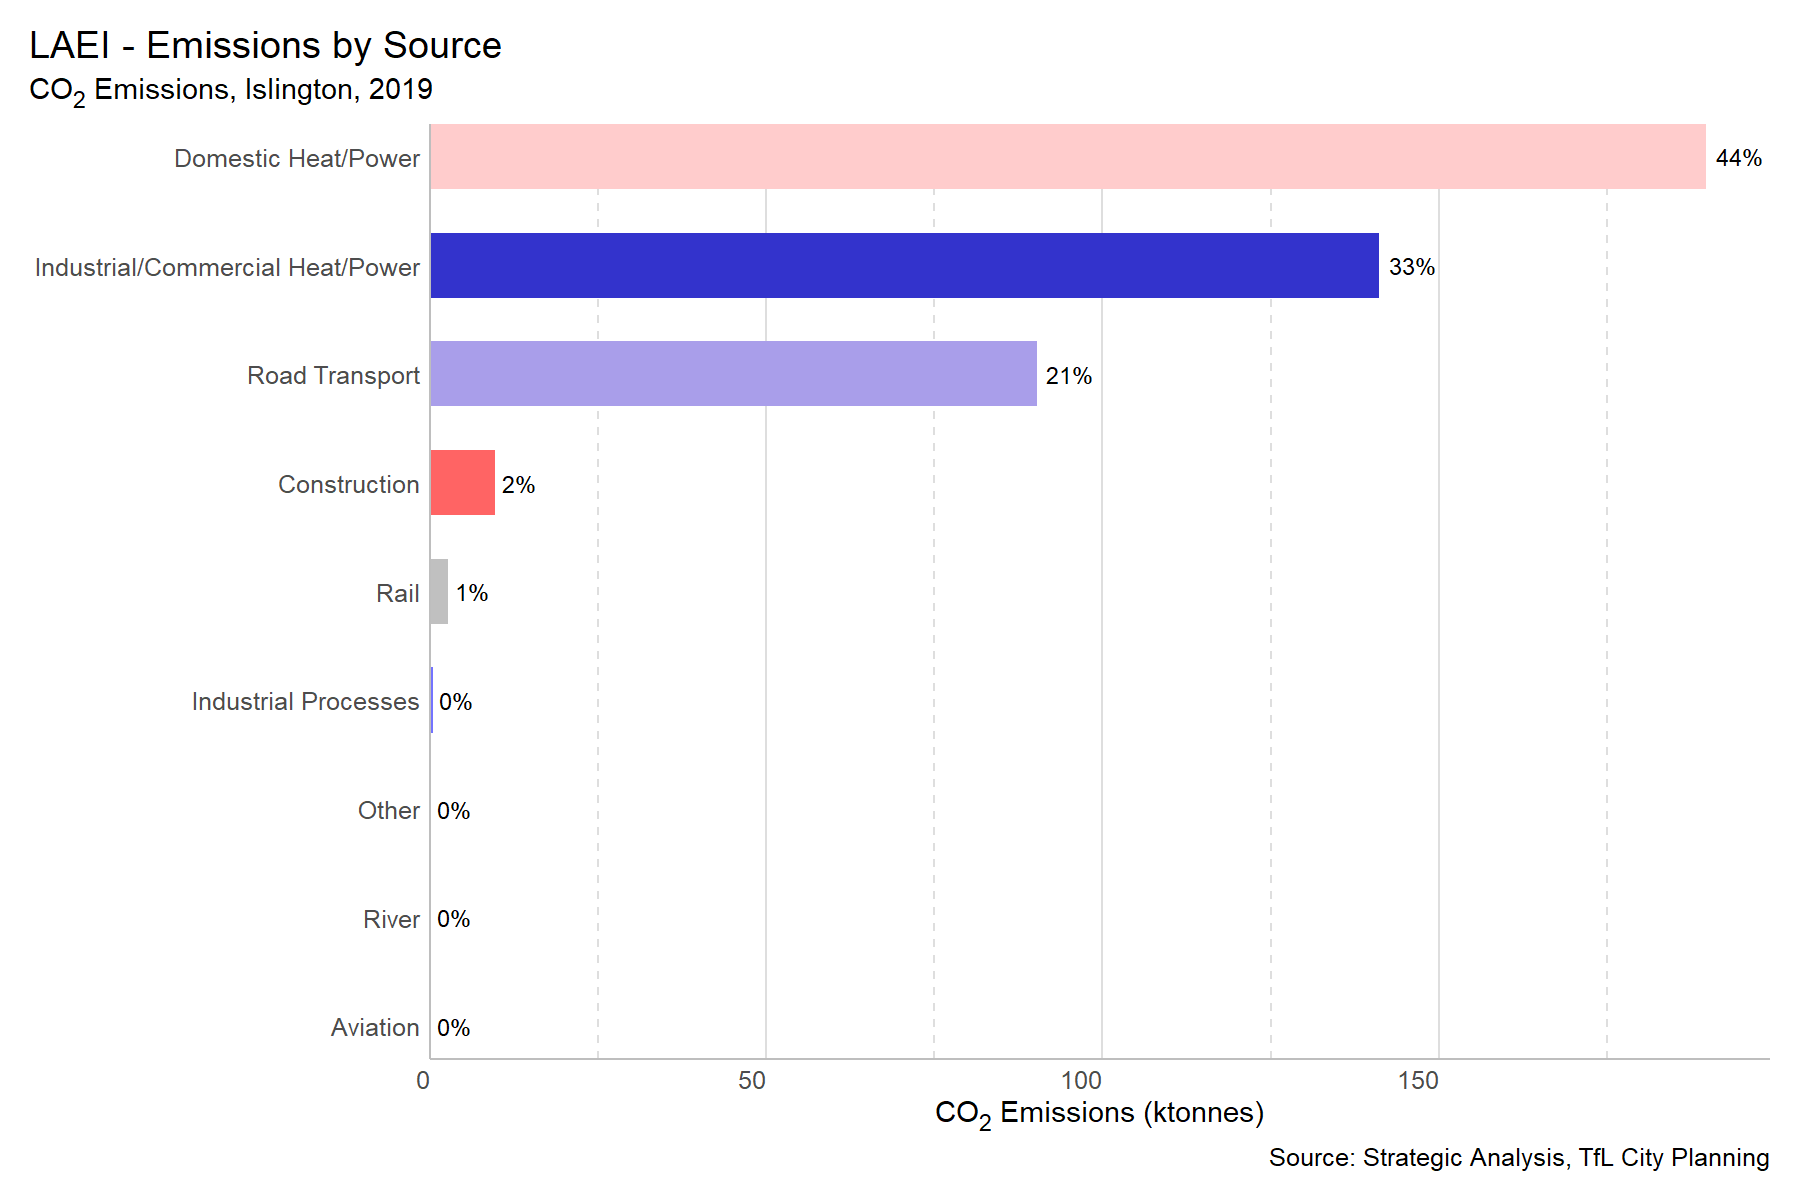 LAEI - Emissions by Source
CO₂ Emissions, Islington, 2019
Domestic Heat/Power 44%
Industrial/Commercial Heat/Power 33%
Road Transport 21%
Construction 2%
Rail 1%
Industrial Processes 0%
Other 0%
River 0%
Aviation 0%
0 50 100 150
CO₂ Emissions (ktonnes)
Source: Strategic Analysis, TfL City Planning